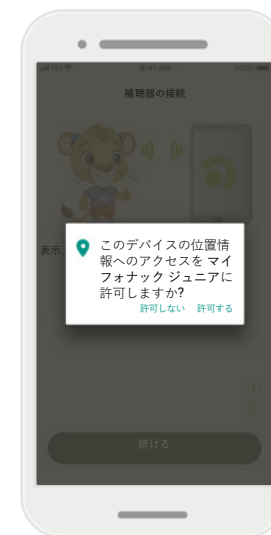 9:41 AM
100%
補聴器の接続
表示
このデバイスの位置情
報へのアクセスを マイ
フォナック ジュニアに
許可しますか?
許可しない 許可する
続ける